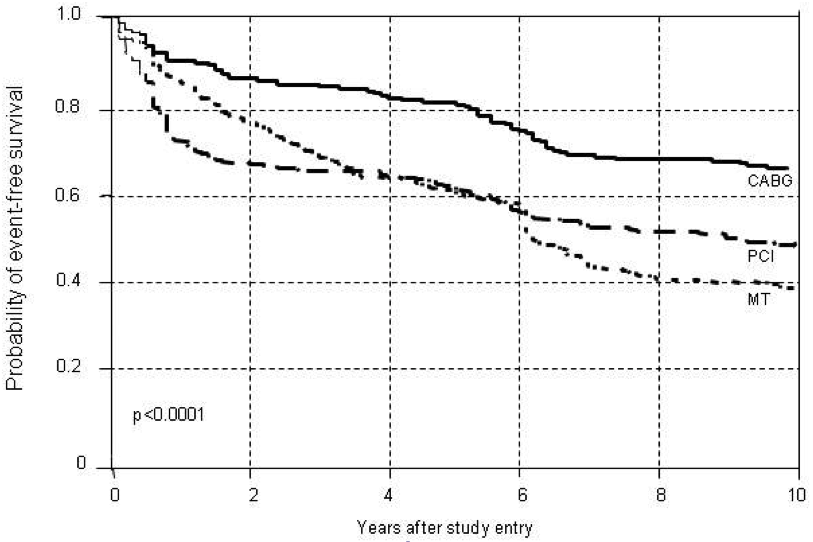 Probability of event-free survival
1.0
0.8
0.6
0.4
0.2
0
CABG
PCI
MT
p<0.0001
0 2 4 6 8 10
Years after study entry